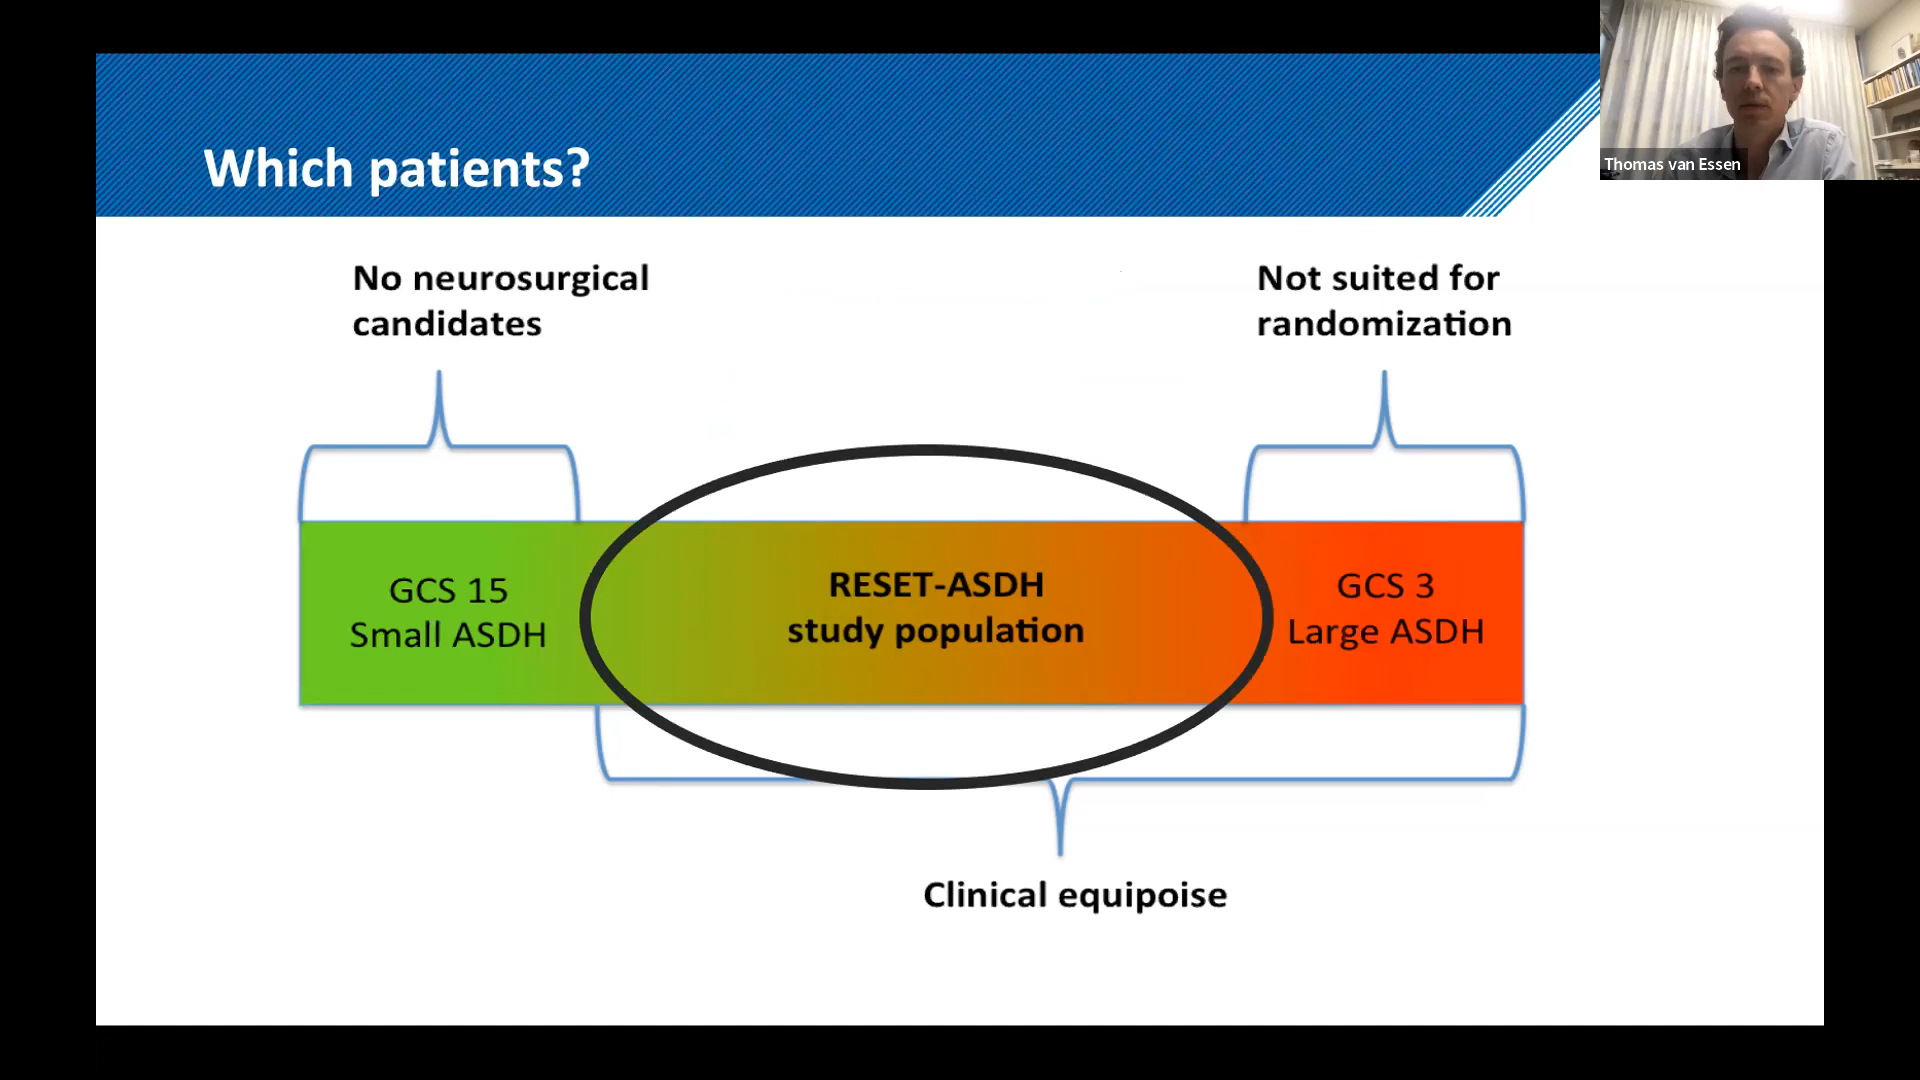 Thomas van Essen
Which patients?
No neurosurgical
candidates
Not suited for
randomization
GCS 15
Small ASDH
RESET-ASDH
study population
GCS 3
Large ASDH
Clinical equipoise